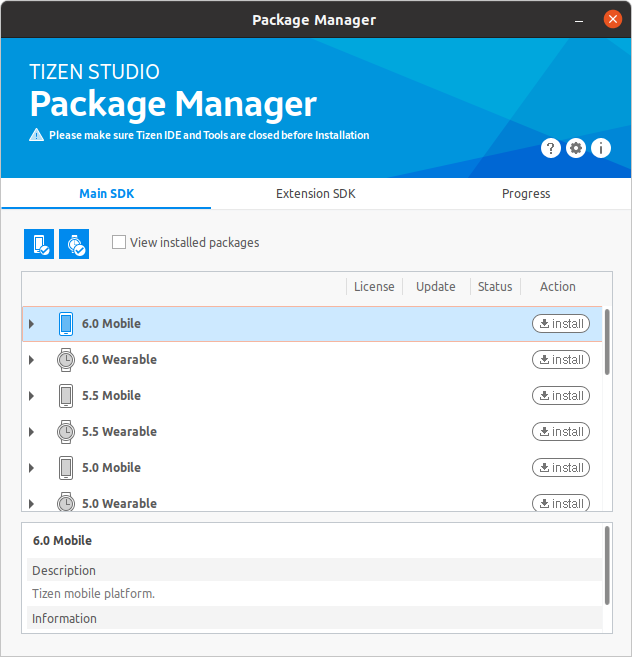 Package Manager
TIZEN STUDIO
Package Manager
Please make sure Tizen IDE and Tools are closed before Installation
? i
Main SDK Extension SDK Progress
View installed packages
License Update Status Action
6.0 Mobile install
6.0 Wearable install
5.5 Mobile install
5.5 Wearable install
5.0 Mobile install
5.0 Wearable install
6.0 Mobile
Description
Tizen mobile platform.
Information